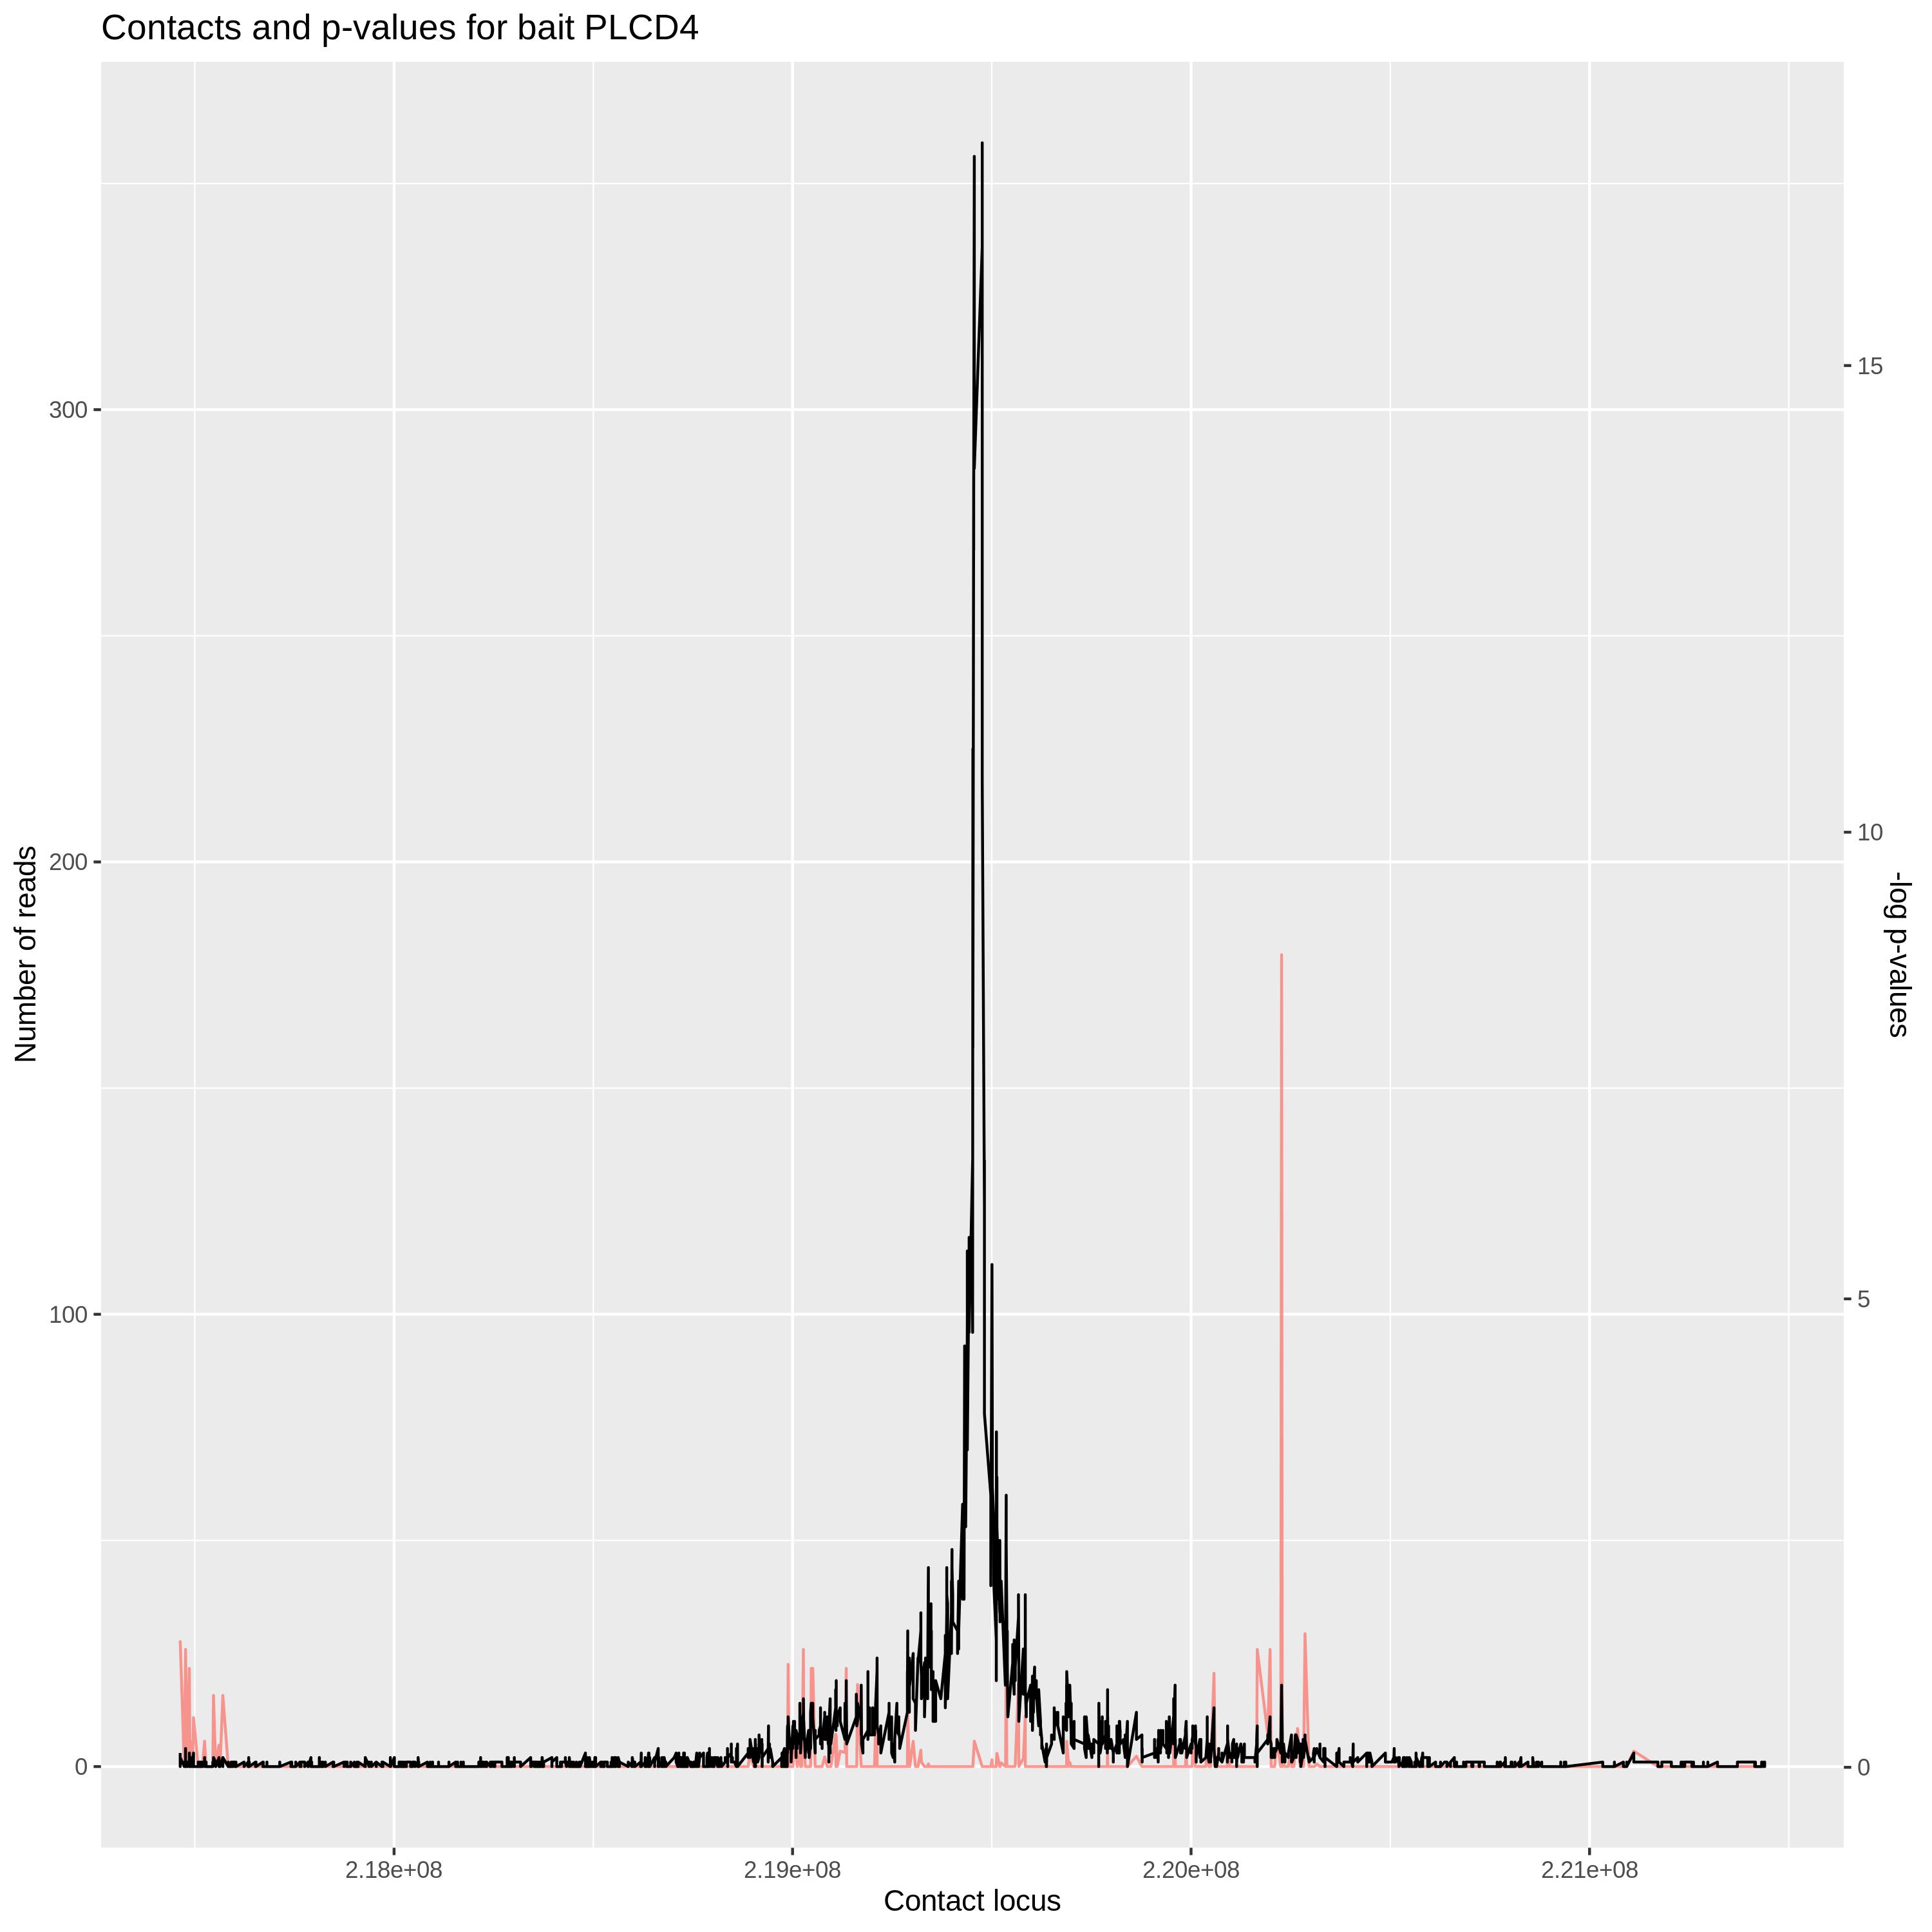 Contacts and p-values for bait PLCD4
Number of reads
300
200
100
0
15
10
5
0
-log p-values
2.18e+08 2.19e+08 2.20e+08 2.21e+08
Contact locus